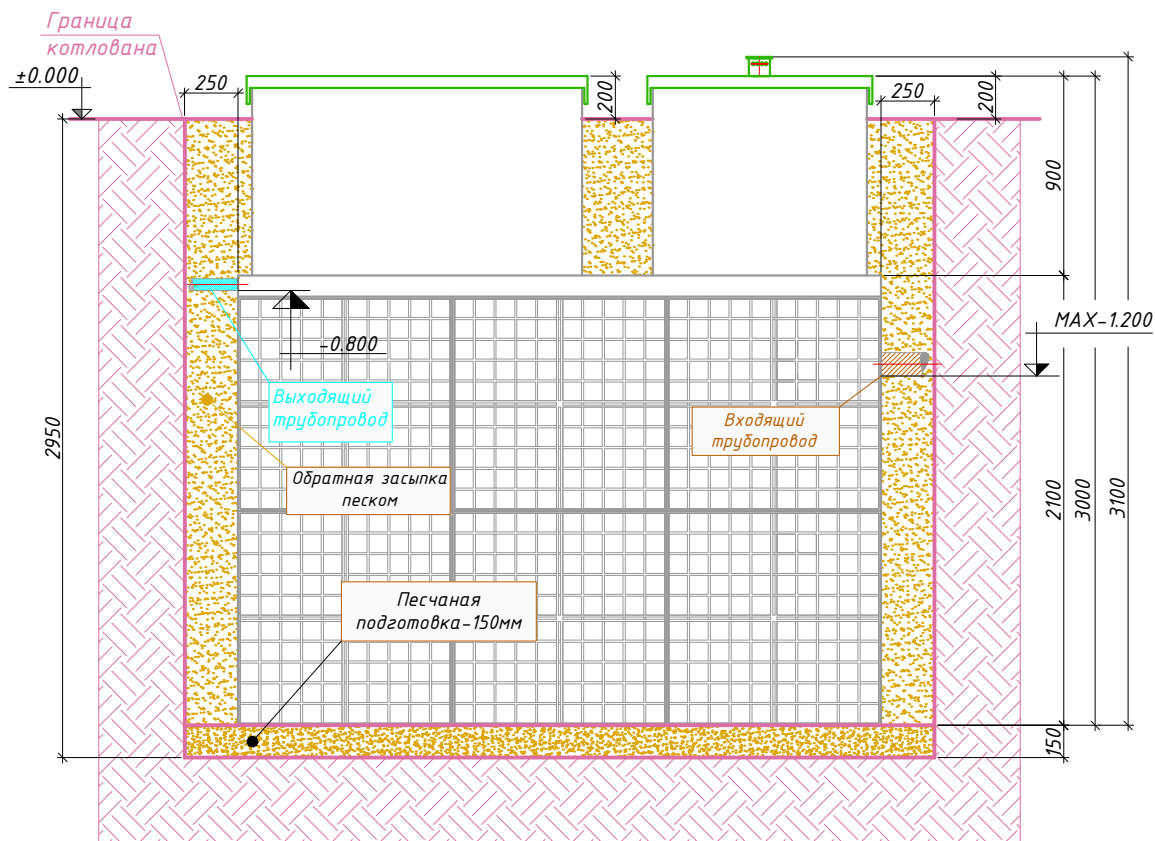 Граница
котлована
±0.000
250
200
250
200
900
MAX-1.200
-0.800
Выходящий
трубопровод
Входящий
трубопровод
2950
Обратная засыпка
песком
2100
3000
3100
Песчаная
подготовка-150мм
150